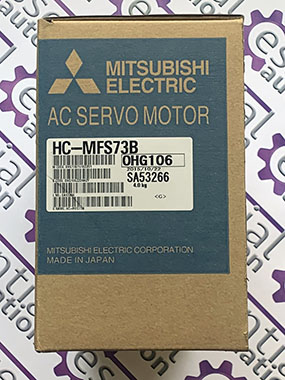 MITSUBISHI
ELECTRIC
AC SERVO MOTOR
HC-MFS73B
OHG106
2015/10/22
SA53266
4.0 kg
<G>
MITSUBISHI ELECTRIC CORPORATION
MADE IN JAPAN